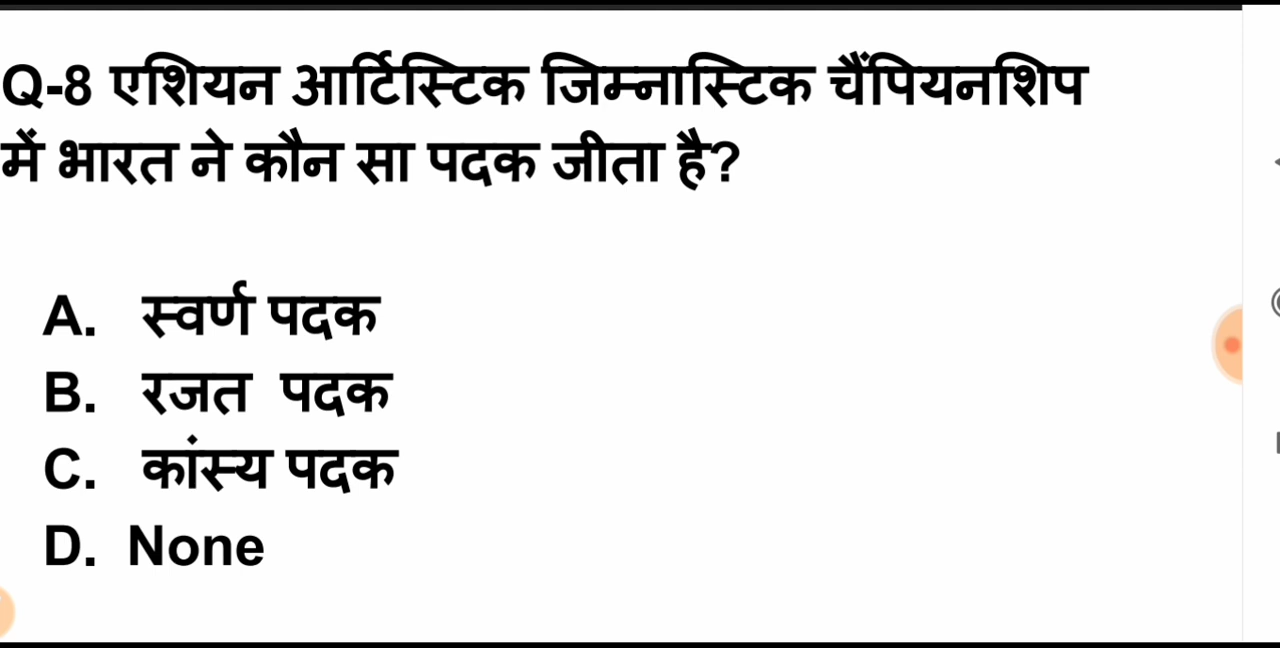 Q-8 एशियन आर्टिस्टिक जिम्नास्टिक चैंपियनशिप
में भारत ने कौन सा पदक जीता है?
A. स्वर्ण पदक
B. रजत पदक
C. कांस्य पदक
D. None